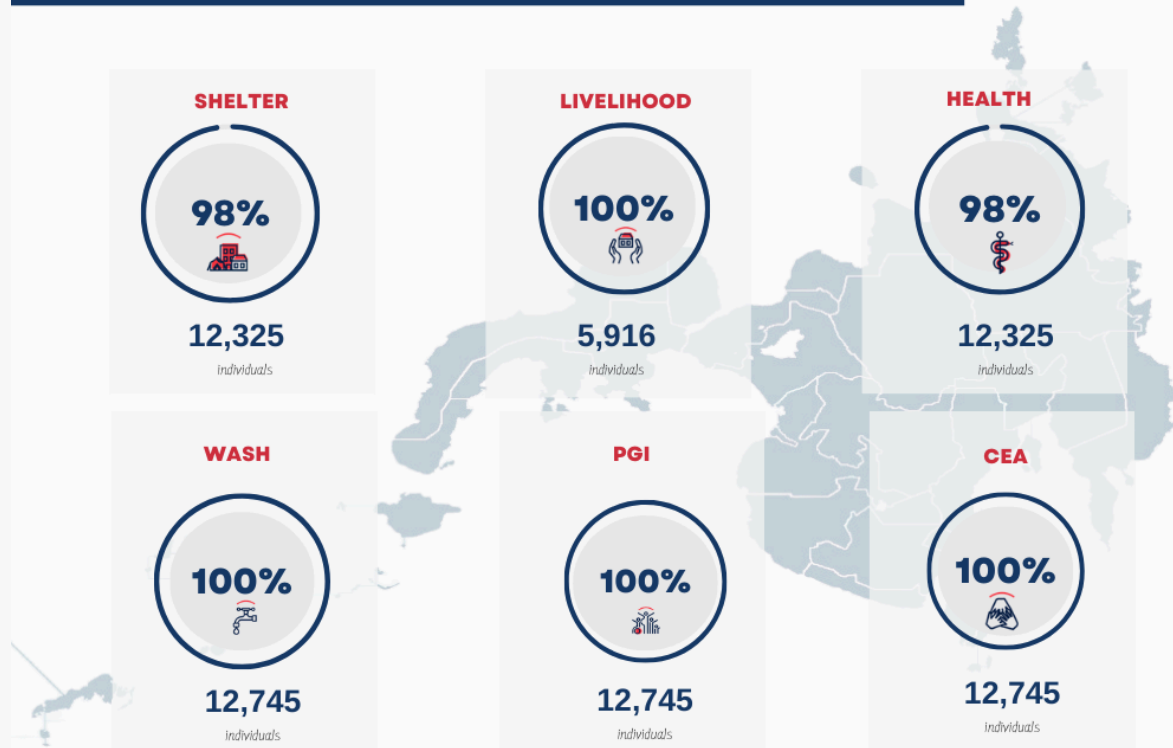 SHELTER
98%
12,325
individuals
LIVELIHOOD
100%
5,916
individuals
HEALTH
98%
12,325
individuals
WASH
100%
12,745
individuals
PGI
100%
12,745
individuals
CEA
100%
12,745
individuals